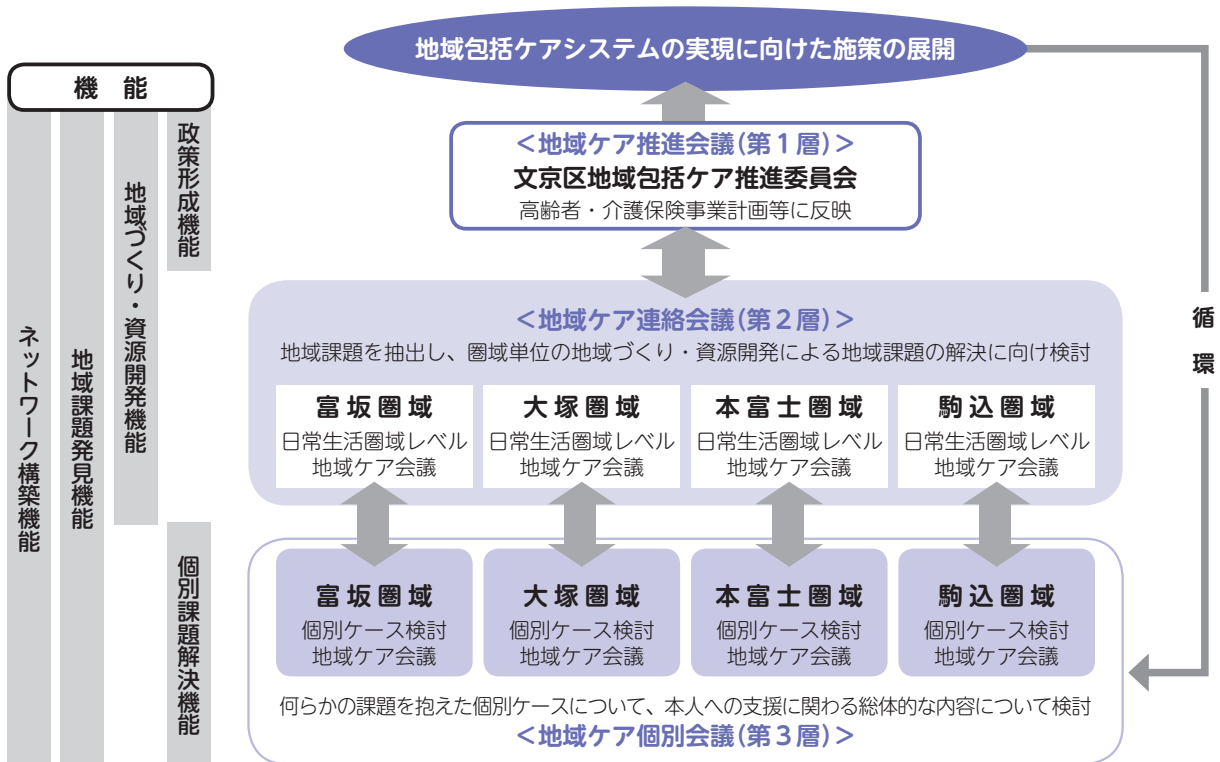 地域包括ケアシステムの実現に向けた施策の展開
機 能
政策形成機能
地域づくり・資源開発機能
地域課題発見機能
ネットワーク構築機能
個別課題解決機能
＜地域ケア推進会議(第１層)＞
文京区地域包括ケア推進委員会
高齢者・介護保険事業計画等に反映
＜地域ケア連絡会議(第２層)＞
地域課題を抽出し、圏域単位の地域づくり・資源開発による地域課題の解決に向け検討
富坂圏域
日常生活圏域レベル
地域ケア会議
大塚圏域
日常生活圏域レベル
地域ケア会議
本富士圏域
日常生活圏域レベル
地域ケア会議
駒込圏域
日常生活圏域レベル
地域ケア会議
富坂圏域
個別ケース検討
地域ケア会議
大塚圏域
個別ケース検討
地域ケア会議
本富士圏域
個別ケース検討
地域ケア会議
駒込圏域
個別ケース検討
地域ケア会議
何らかの課題を抱えた個別ケースについて、本人への支援に関わる総体的な内容について検討
＜地域ケア個別会議(第３層)＞
循環